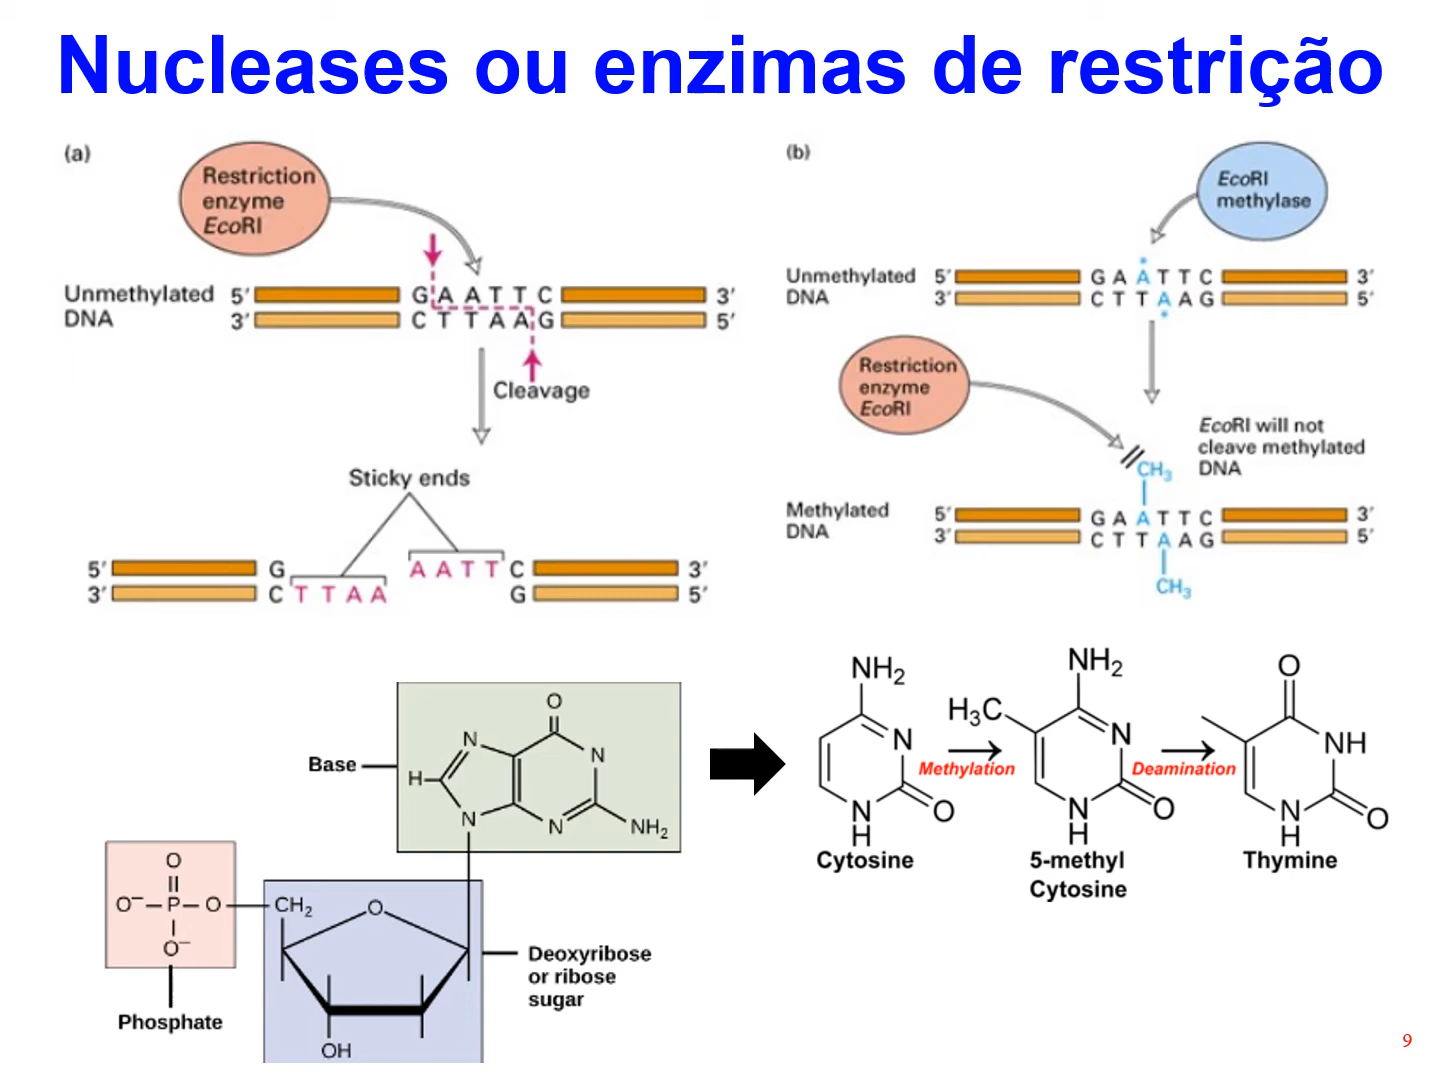 Nucleases ou enzimas de restrição
(a)
Restriction
enzyme
EcoRI
Unmethylated
DNA
5′ G A A T T C 3′
3′ C T T A A G 5′
Cleavage
Sticky ends
5′ G A A T T C 3′
3′ C T T A A G 5′
(b)
EcoRI
methylase
Unmethylated
DNA
5′ G A A T T C 3′
3′ C T T A A G 5′
Restriction
enzyme
EcoRI
EcoRI will not
cleave methylated
DNA
CH3
Methylated
DNA
5′ G A A T T C 3′
3′ C T T A A G 5′
CH3
Base
O
N
N
H
N
N
NH2
O
O⁻ P O CH2
O⁻
O
Phosphate
OH
Deoxyribose
or ribose
sugar
NH2
N
N
H
O
Cytosine
Methylation
NH2
H3C
N
N
H
O
5-methyl
Cytosine
Deamination
O
NH
N
H
O
Thymine
9